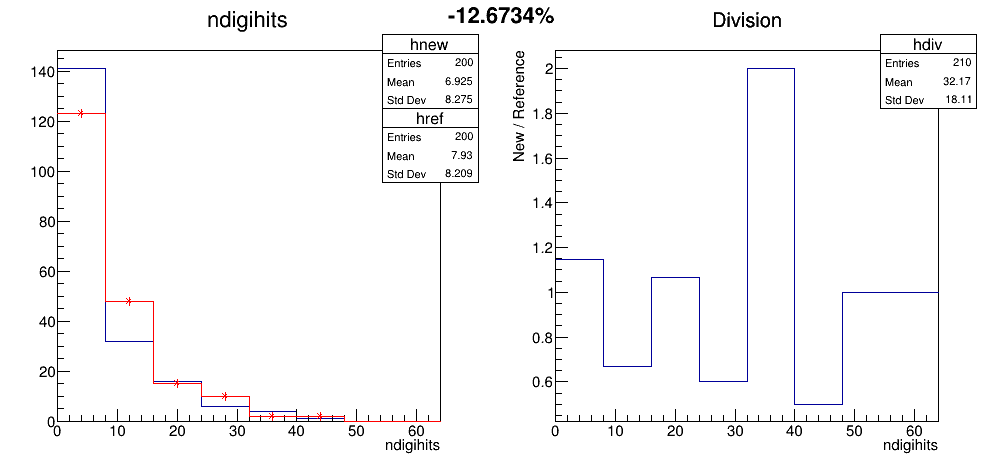 -12.6734%
ndigihits
hnew
Entries 200
Mean 6.925
Std Dev 8.275
href
Entries 200
Mean 7.93
Std Dev 8.209
140
120
100
80
60
40
20
0
0 10 20 30 40 50 60
ndigihits
Division
hdiv
Entries 210
Mean 32.17
Std Dev 18.11
New / Reference
2
1.8
1.6
1.4
1.2
1
0.8
0.6
0 10 20 30 40 50 60
ndigihits